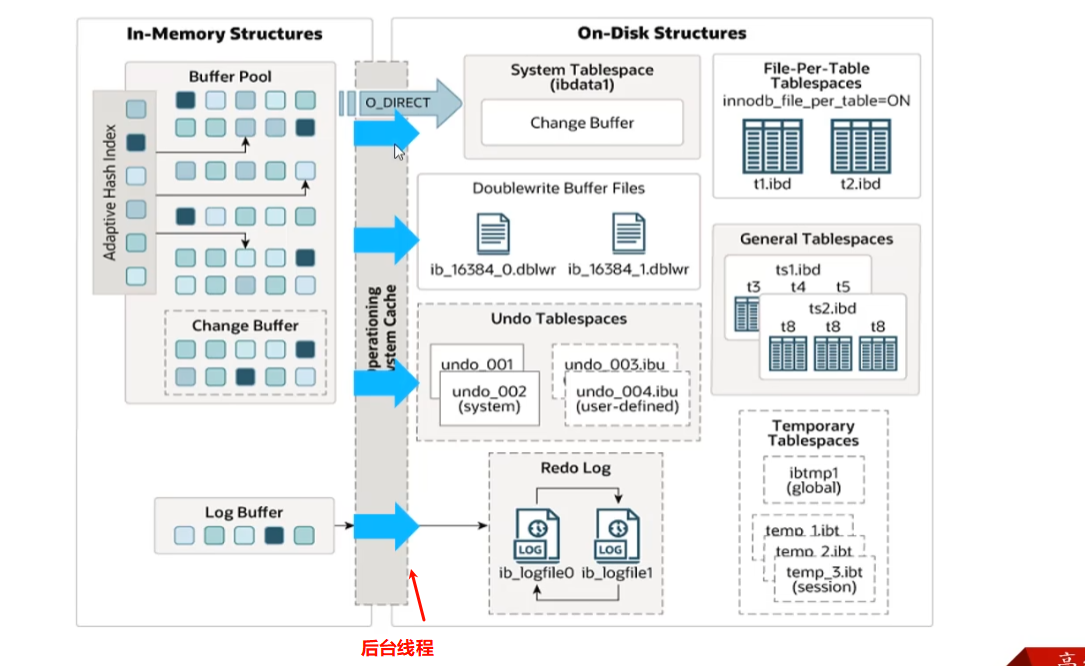 In-Memory Structures
Buffer Pool
Adaptive Hash Index
Change Buffer
Log Buffer
O_DIRECT
perationing
stem Cache
On-Disk Structures
System Tablespace
(ibdata1)
Change Buffer
Doublewrite Buffer Files
ib_16384_0.dblwr
ib_16384_1.dblwr
Undo Tablespaces
undo_001
undo_002
(system)
undo_003.ibu
undo_004.ibu
(user-defined)
Redo Log
LOG
LOG
ib_logfile0
ib_logfile1
File-Per-Table
Tablespaces
innodb_file_per_table=ON
t1.ibd
t2.ibd
General Tablespaces
ts1.ibd
t3 t4 t5
ts2.ibd
t8 t8 t8
Temporary
Tablespaces
ibtmp1
(global)
temp_1.ibt
temp_2.ibt
temp_3.ibt
(session)
后台线程